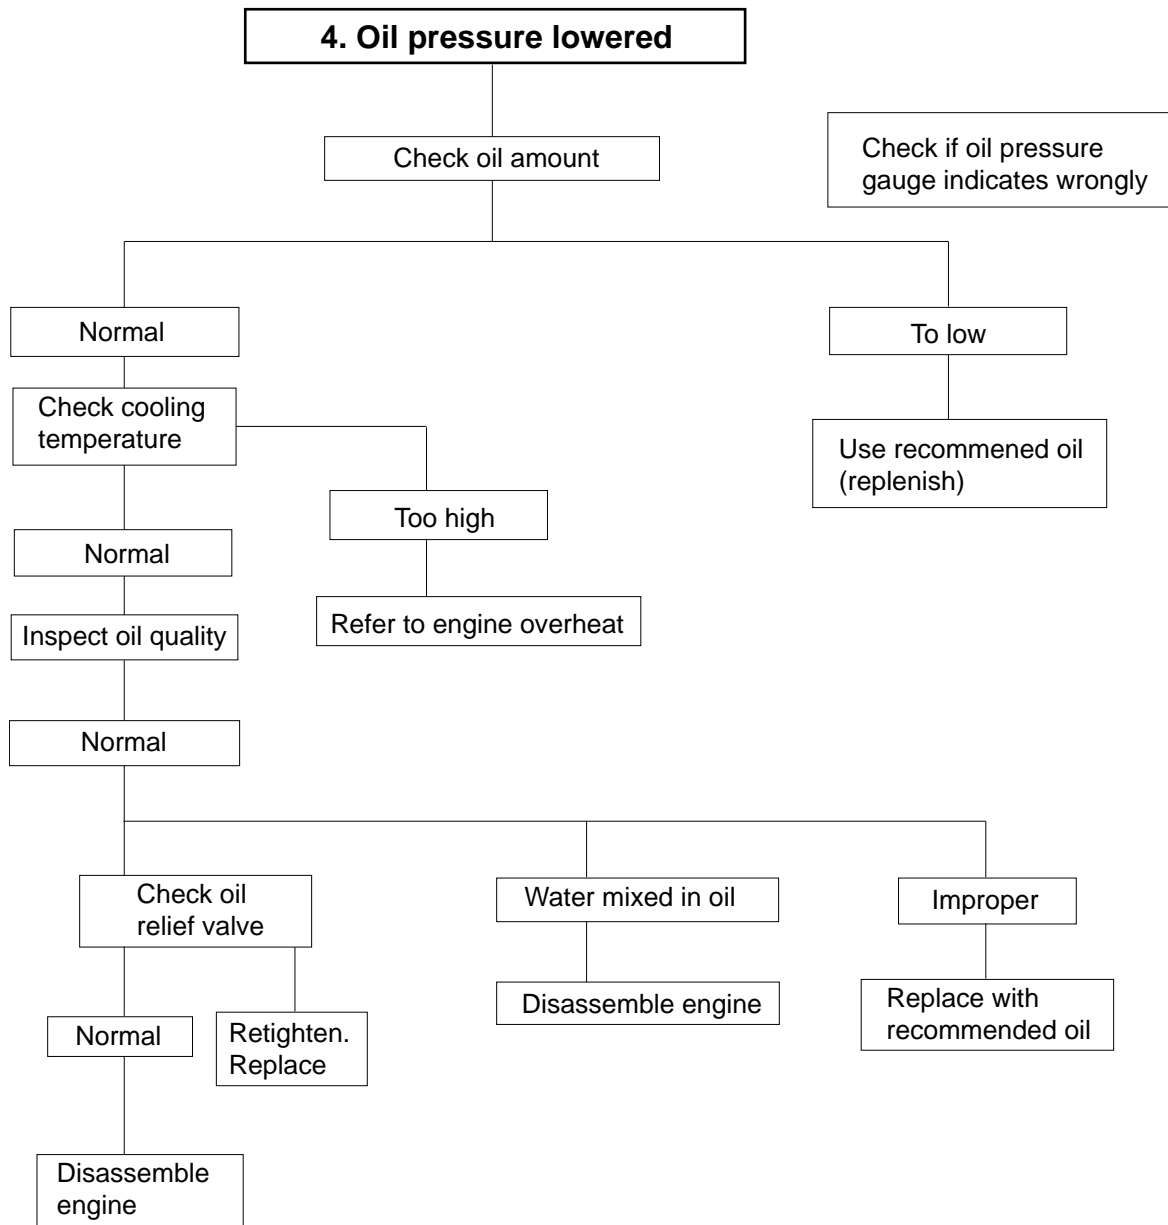 4. Oil pressure lowered
Check oil amount
Check if oil pressure
gauge indicates wrongly
Normal
To low
Check cooling
temperature
Use recommened oil
(replenish)
Too high
Normal
Refer to engine overheat
Inspect oil quality
Normal
Check oil
relief valve
Water mixed in oil
Improper
Disassemble engine
Replace with
recommended oil
Normal
Retighten.
Replace
Disassemble
engine